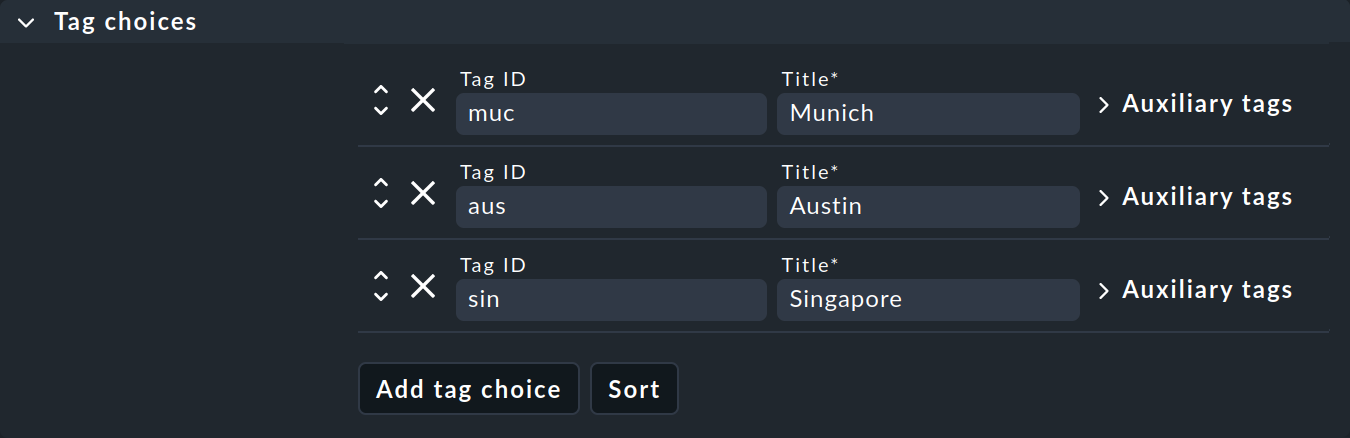 Tag choices
Tag ID Title*
muc Munich Auxiliary tags
Tag ID Title*
aus Austin Auxiliary tags
Tag ID Title*
sin Singapore Auxiliary tags
Add tag choice Sort